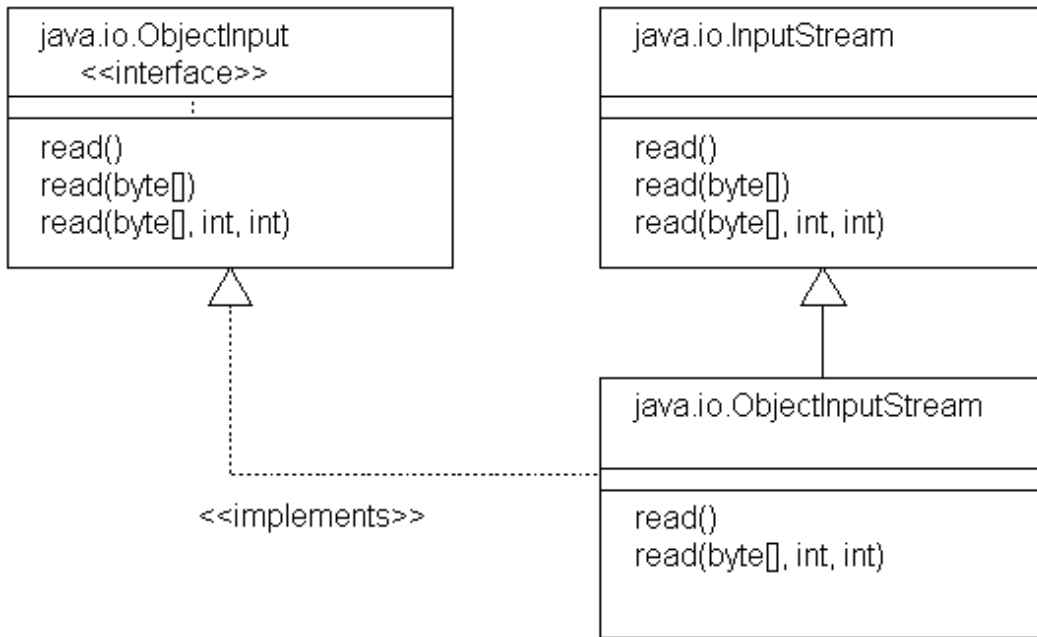 java.io.ObjectInput
<<interface>>
read()
read(byte[])
read(byte[], int, int)
java.io.InputStream
read()
read(byte[])
read(byte[], int, int)
java.io.ObjectInputStream
read()
read(byte[], int, int)
<<implements>>